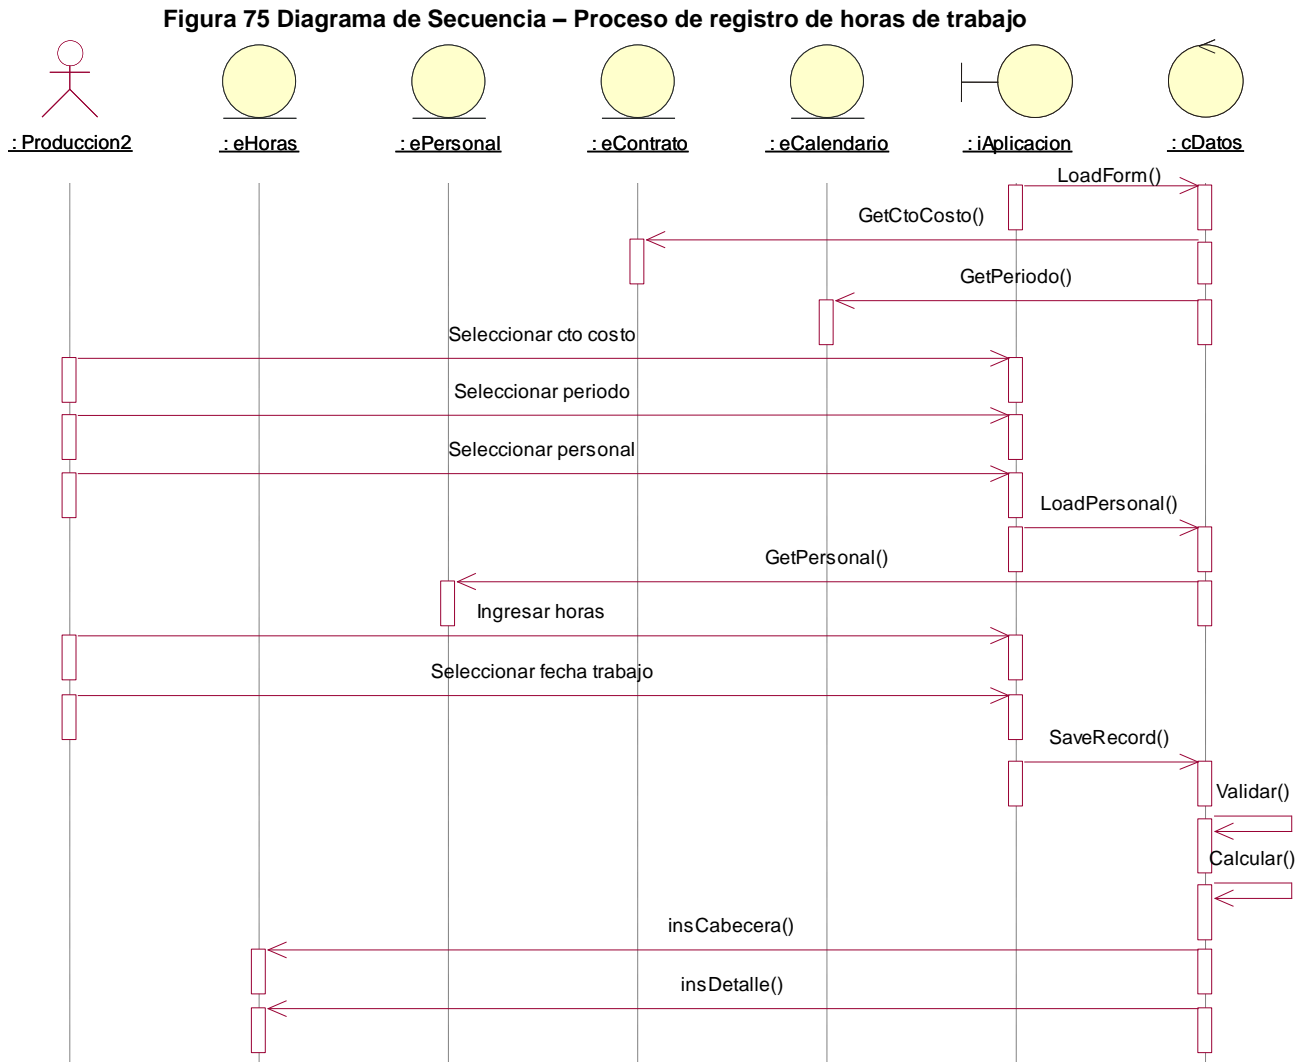 Figura 75 Diagrama de Secuencia – Proceso de registro de horas de trabajo
: Produccion2
: eHoras
: ePersonal
: eContrato
: eCalendario
: iAplicacion
: cDatos
LoadForm()
GetCtoCosto()
GetPeriodo()
Seleccionar cto costo
Seleccionar periodo
Seleccionar personal
LoadPersonal()
GetPersonal()
Ingresar horas
Seleccionar fecha trabajo
SaveRecord()
Validar()
Calcular()
insCabecera()
insDetalle()